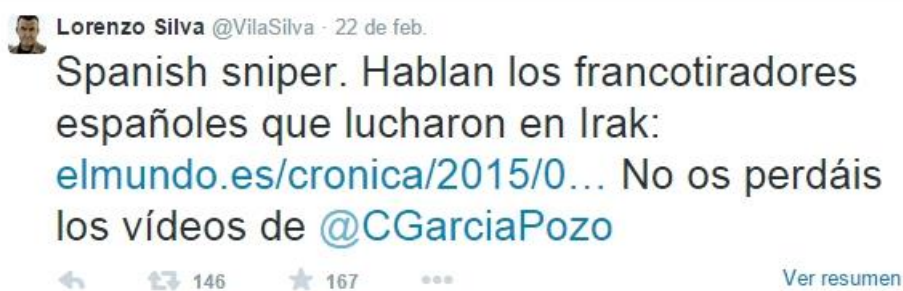 Lorenzo Silva @VilaSilva · 22 de feb.
Spanish sniper. Hablan los francotiradores
españoles que lucharon en Irak:
elmundo.es/cronica/2015/0... No os perdáis
los vídeos de @CGarciaPozo
146 167 Ver resumen